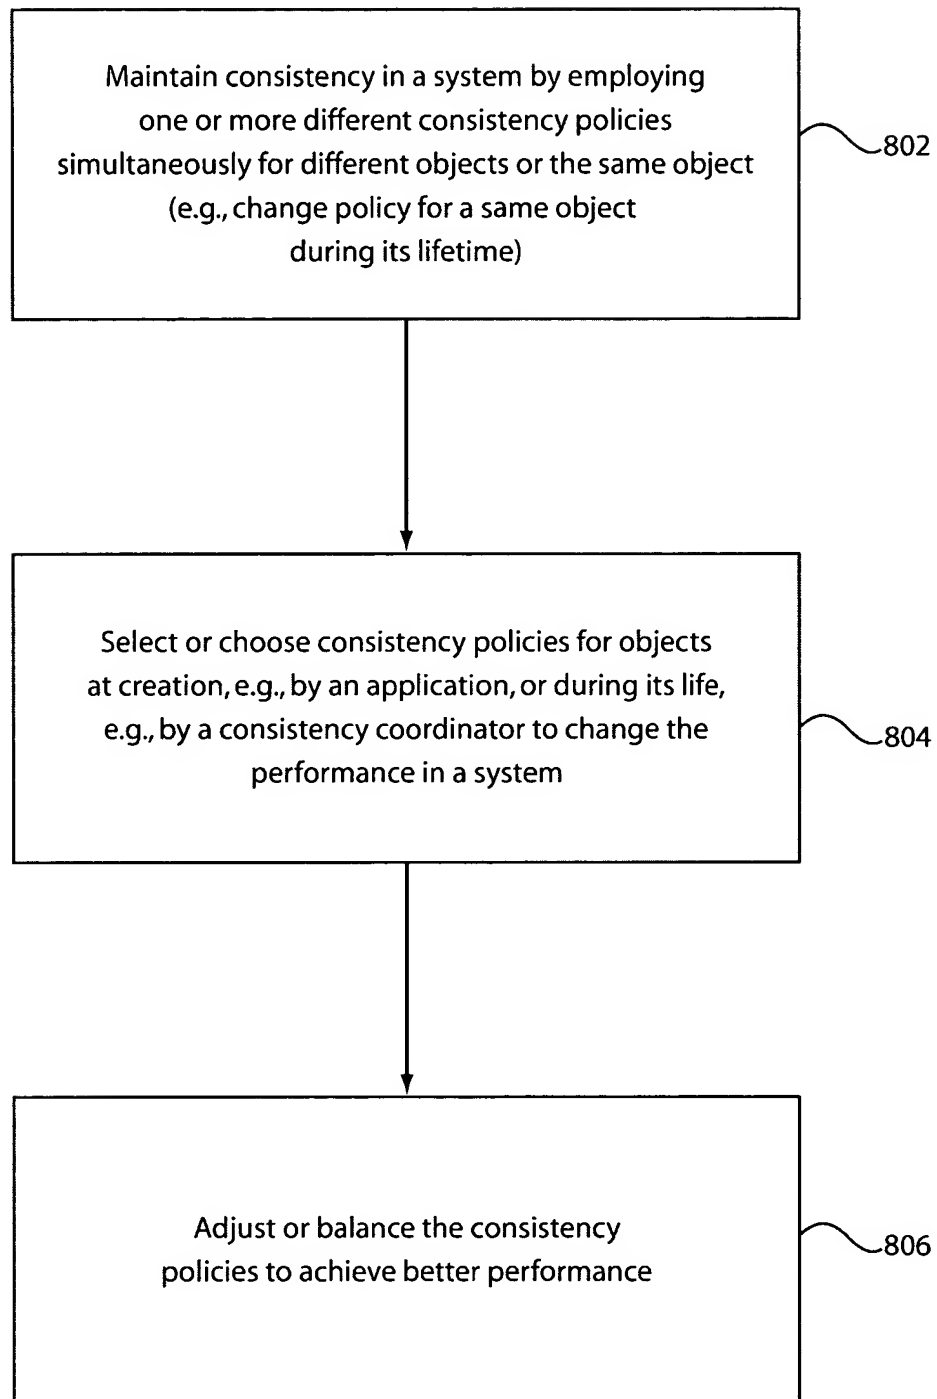 Maintain consistency in a system by employing
one or more different consistency policies
simultaneously for different objects or the same object
(e.g., change policy for a same object
during its lifetime)
802
Select or choose consistency policies for objects
at creation, e.g., by an application, or during its life,
e.g., by a consistency coordinator to change the
performance in a system
804
Adjust or balance the consistency
policies to achieve better performance
806